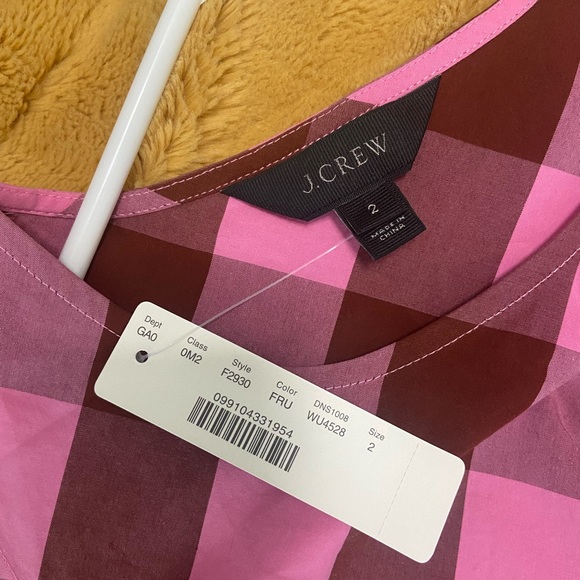 J.CREW
2
MADE IN
CHINA
Dept Class Style Color DNS1008 Size
GA0 0M2 F2930 FRU WU4528 2
099104331954